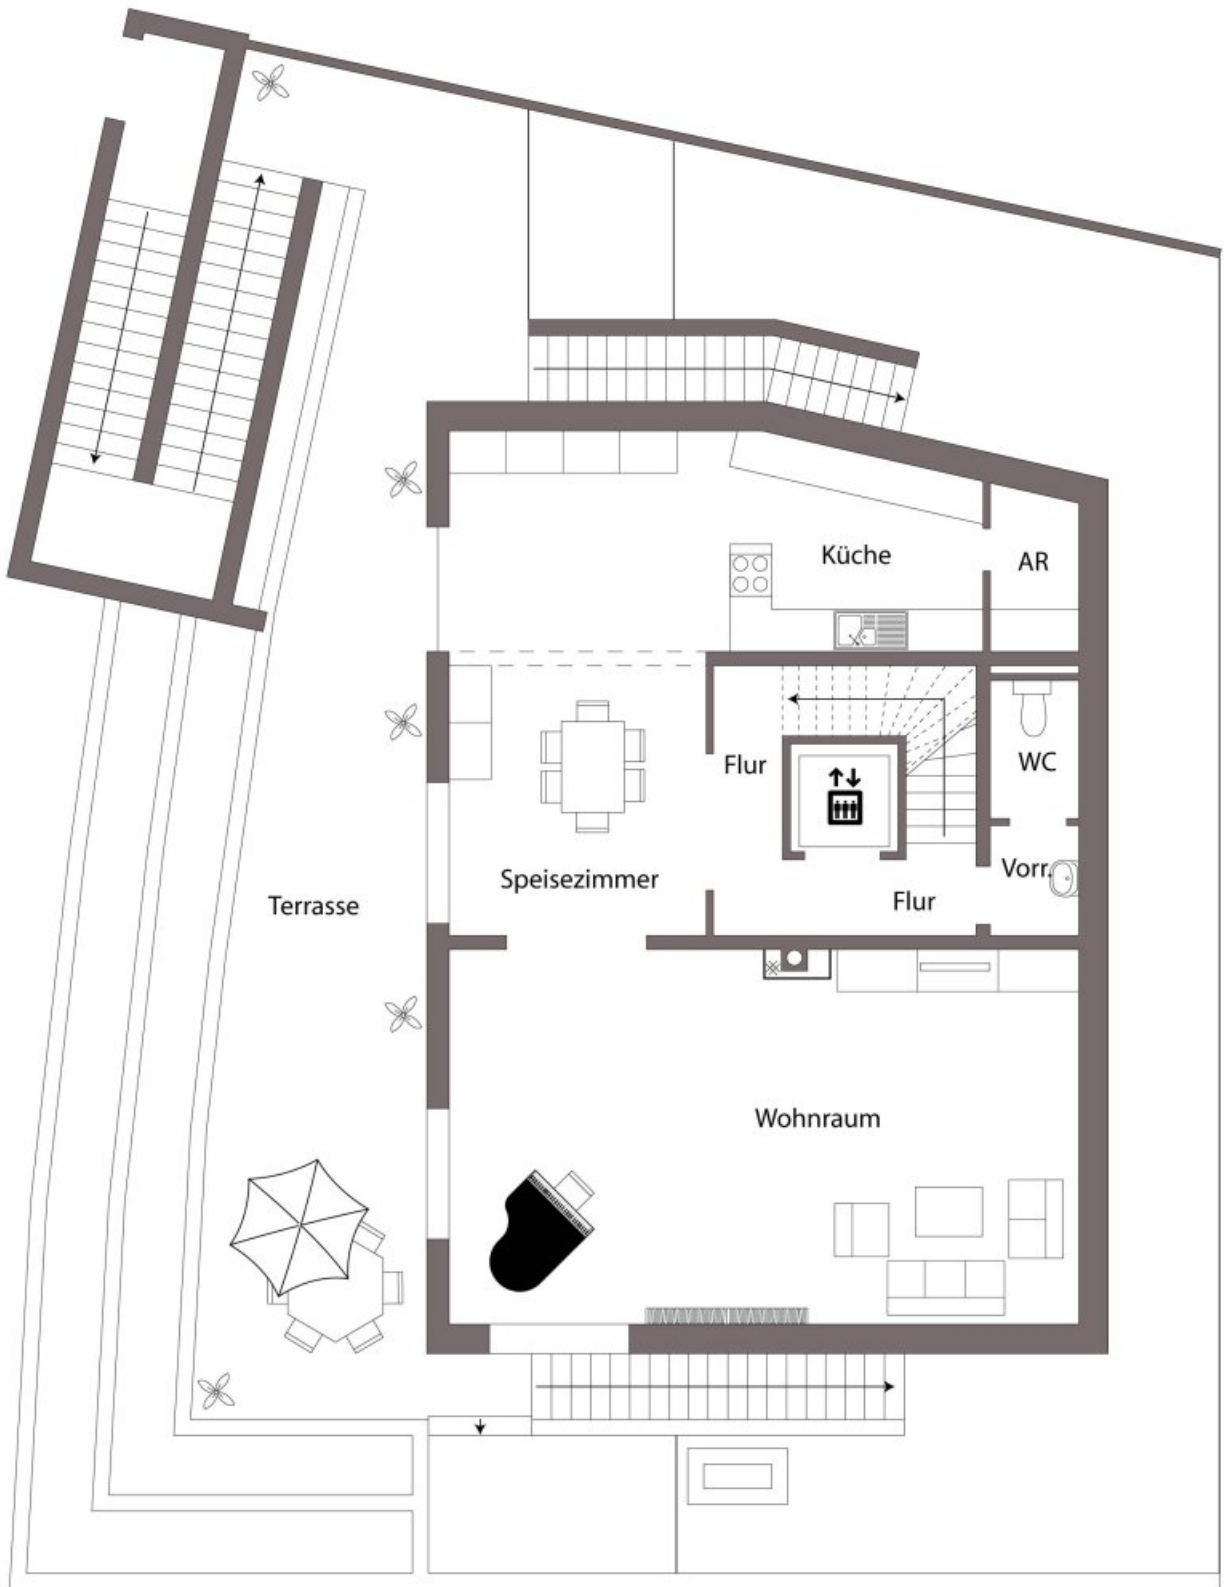 Küche
AR
Flur
WC
Speisezimmer
Vorr.
Flur
Terrasse
Wohnraum